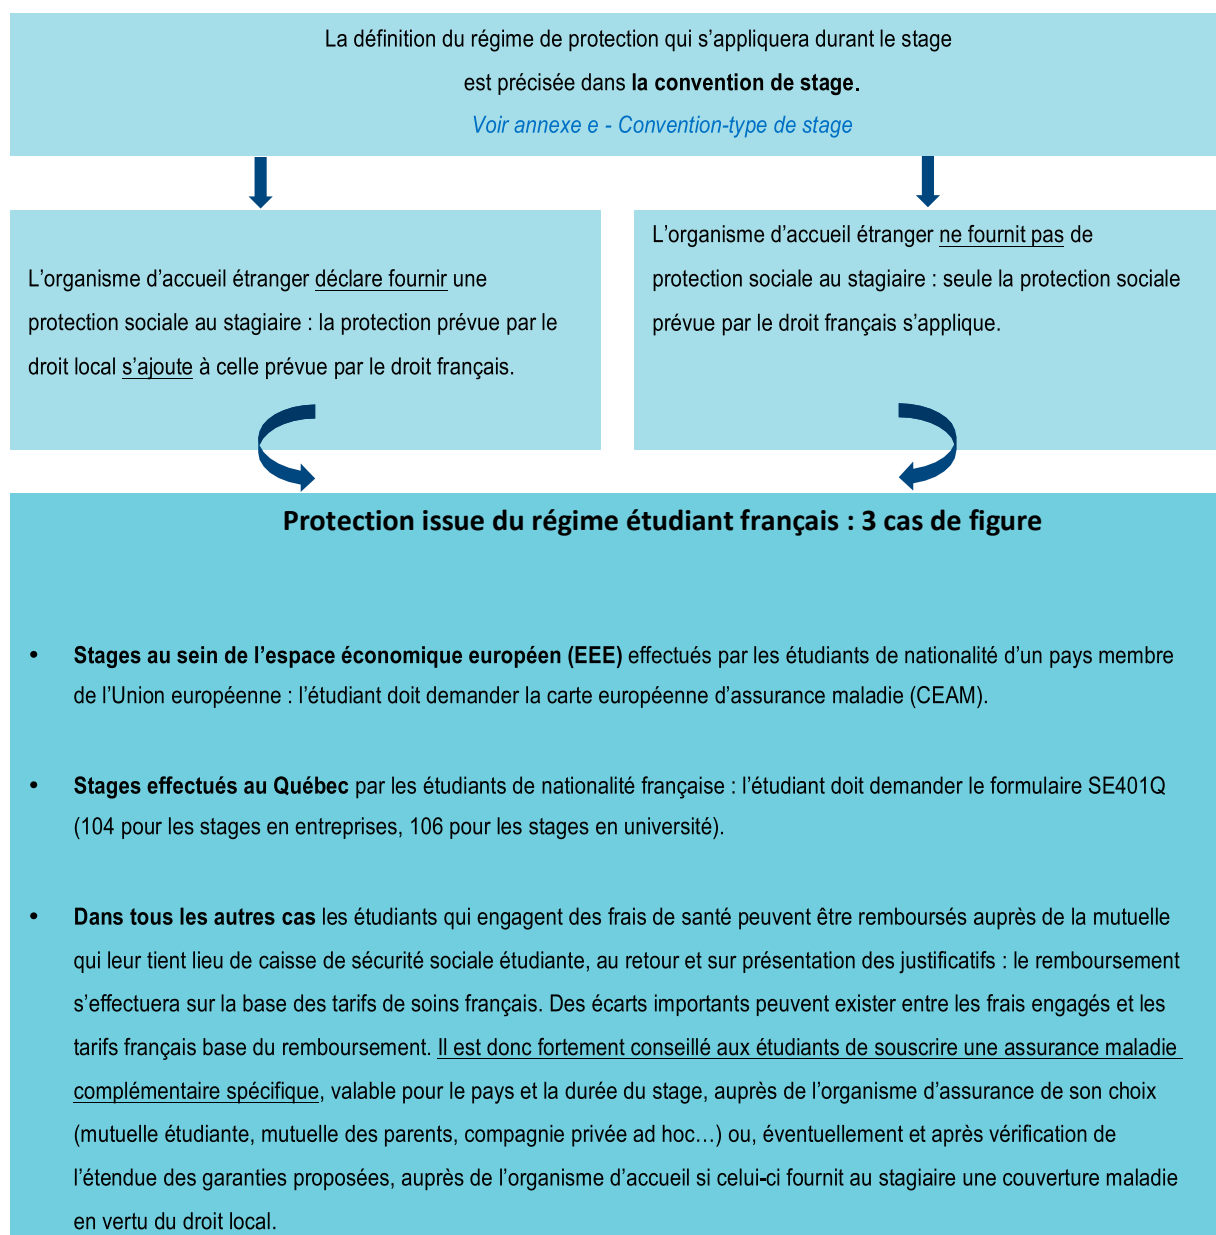 La définition du régime de protection qui s’appliquera durant le stage
est précisée dans la convention de stage.
Voir annexe e - Convention-type de stage
L’organisme d’accueil étranger déclare fournir une
protection sociale au stagiaire : la protection prévue par le
droit local s’ajoute à celle prévue par le droit français.
L’organisme d’accueil étranger ne fournit pas de
protection sociale au stagiaire : seule la protection sociale
prévue par le droit français s’applique.
Protection issue du régime étudiant français : 3 cas de figure
• Stages au sein de l’espace économique européen (EEE) effectués par les étudiants de nationalité d’un pays membre
de l’Union européenne : l’étudiant doit demander la carte européenne d’assurance maladie (CEAM).
• Stages effectués au Québec par les étudiants de nationalité française : l’étudiant doit demander le formulaire SE401Q
(104 pour les stages en entreprises, 106 pour les stages en université).
• Dans tous les autres cas les étudiants qui engagent des frais de santé peuvent être remboursés auprès de la mutuelle
qui leur tient lieu de caisse de sécurité sociale étudiante, au retour et sur présentation des justificatifs : le remboursement
s’effectuera sur la base des tarifs de soins français. Des écarts importants peuvent exister entre les frais engagés et les
tarifs français base du remboursement. Il est donc fortement conseillé aux étudiants de souscrire une assurance maladie
complémentaire spécifique, valable pour le pays et la durée du stage, auprès de l’organisme d’assurance de son choix
(mutuelle étudiante, mutuelle des parents, compagnie privée ad hoc…) ou, éventuellement et après vérification de
l’étendue des garanties proposées, auprès de l’organisme d’accueil si celui-ci fournit au stagiaire une couverture maladie
en vertu du droit local.